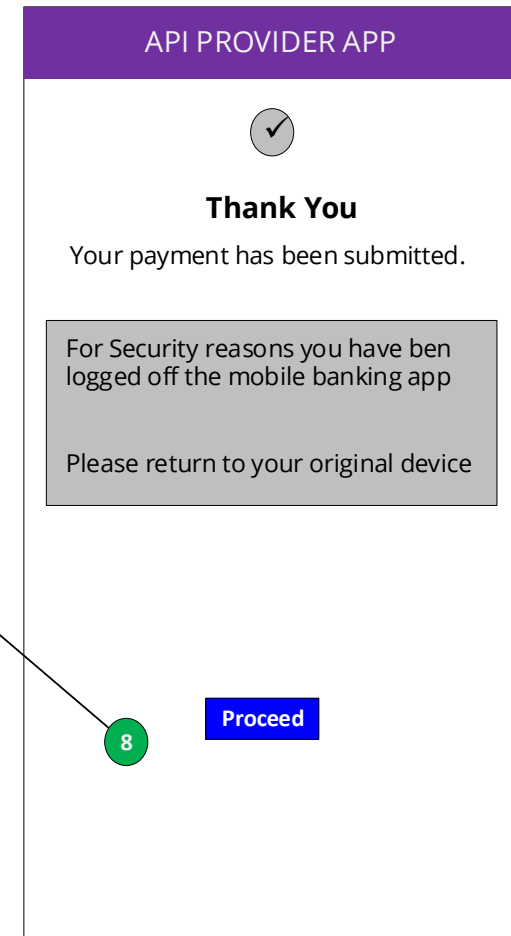 API PROVIDER APP
✓
Thank You
Your payment has been submitted.
For Security reasons you have ben
logged off the mobile banking app
Please return to your original device
Proceed
8